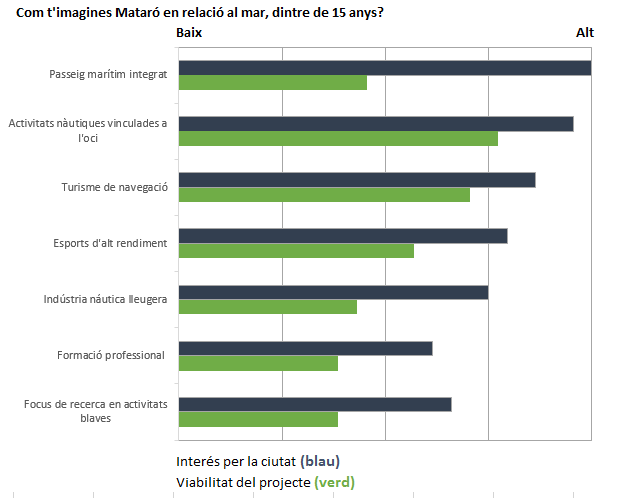 Com t'imagines Mataró en relació al mar, dintre de 15 anys?
Baix Alt
Passeig marítim integrat
Activitats nàutiques vinculades a
l'oci
Turisme de navegació
Esports d'alt rendiment
Indústria náutica lleugera
Formació professional
Focus de recerca en activitats
blaves
Interés per la ciutat (blau)
Viabilitat del projecte (verd)